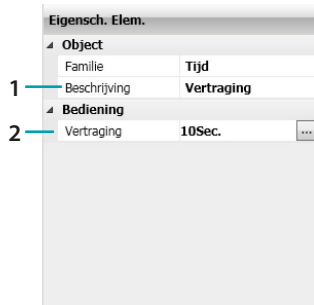 Eigensch. Elem.
Object
Familie Tijd
1 Beschrijving Vertraging
Bediening
2 Vertraging 10Sec. ...